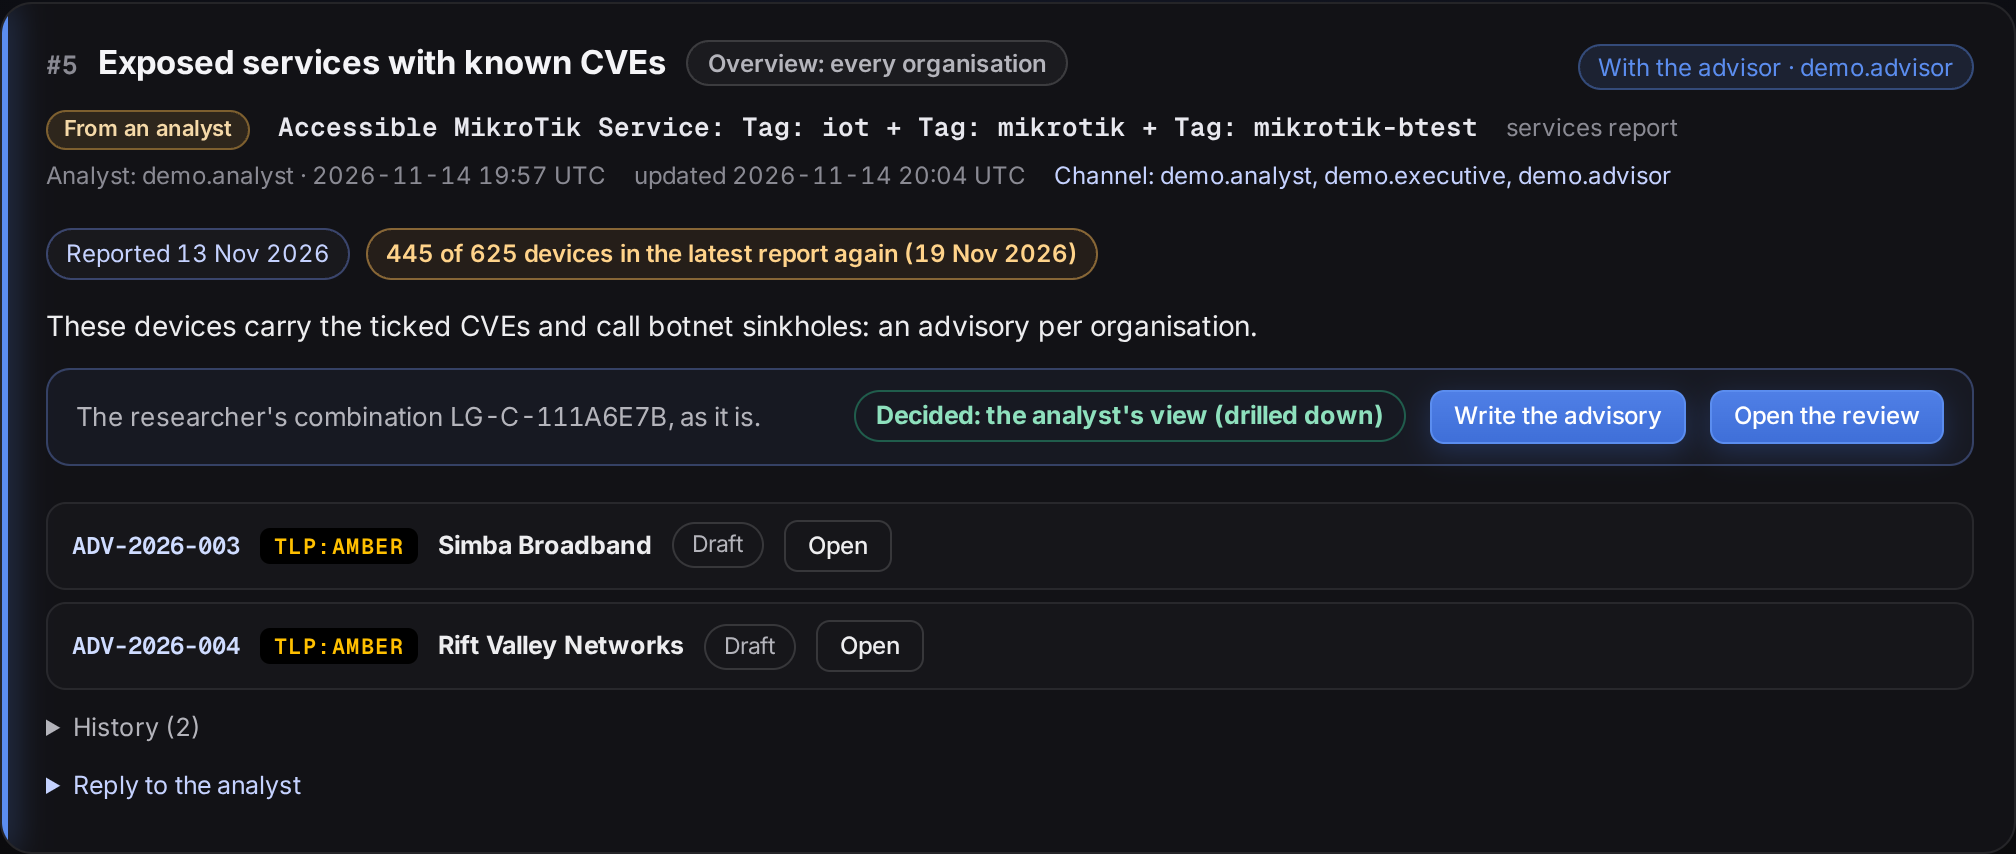 #5 Exposed services with known CVEs Overview: every organisation With the advisor · demo.advisor
From an analyst Accessible MikroTik Service: Tag: iot + Tag: mikrotik + Tag: mikrotik-btest services report
Analyst: demo.analyst · 2026-11-14 19:57 UTC updated 2026-11-14 20:04 UTC Channel: demo.analyst, demo.executive, demo.advisor
Reported 13 Nov 2026 445 of 625 devices in the latest report again (19 Nov 2026)
These devices carry the ticked CVEs and call botnet sinkholes: an advisory per organisation.
The researcher's combination LG-C-111A6E7B, as it is. Decided: the analyst's view (drilled down) Write the advisory Open the review
ADV-2026-003 TLP:AMBER Simba Broadband Draft Open
ADV-2026-004 TLP:AMBER Rift Valley Networks Draft Open
History (2)
Reply to the analyst